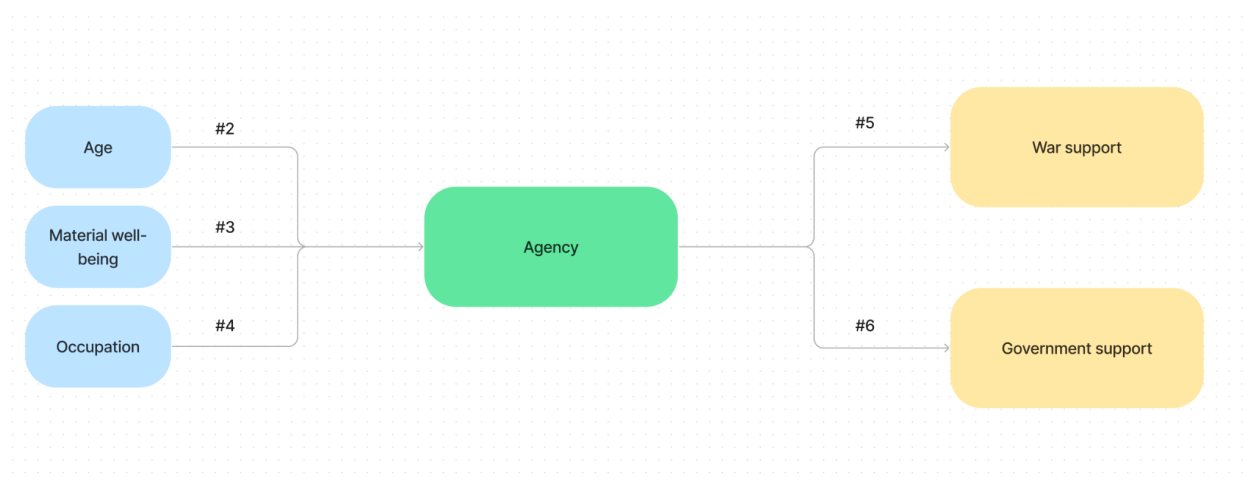 #2
Age
#3
Material well-
being
#4
Occupation
Agency
#5
War support
#6
Government support